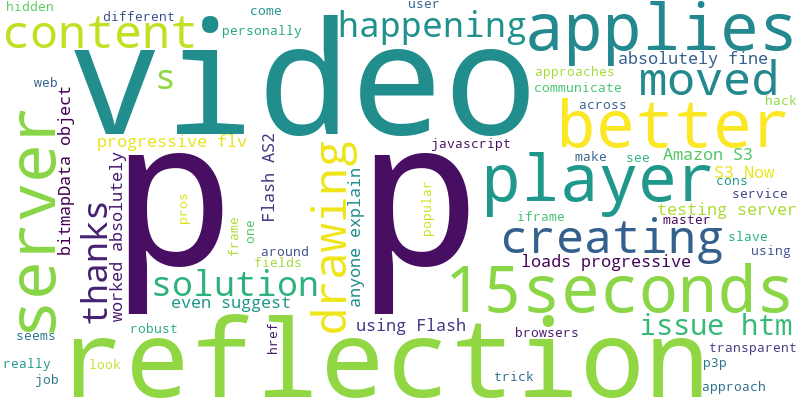 hidden
different
come
user
content
personally
happening
applies
video
absolutely fine
web
s
approaches
moved
communicate
hack
across
better
server
bitmapData object
progressive flv
drawing
javascript
make
see
Amazon S3
p p
player
S3 Now
cons
service
thanks
worked absolutely
pros
frame
one
Flash AS2
anyone explain
popular
iframe
testing server
master
creating
slave
around
fields
loads progressive
using
solution
even suggest
15seconds
seems
robust
href
using Flash
browsers
issue htm
reflection
transparent
really
look
p3p
job
trick
approach